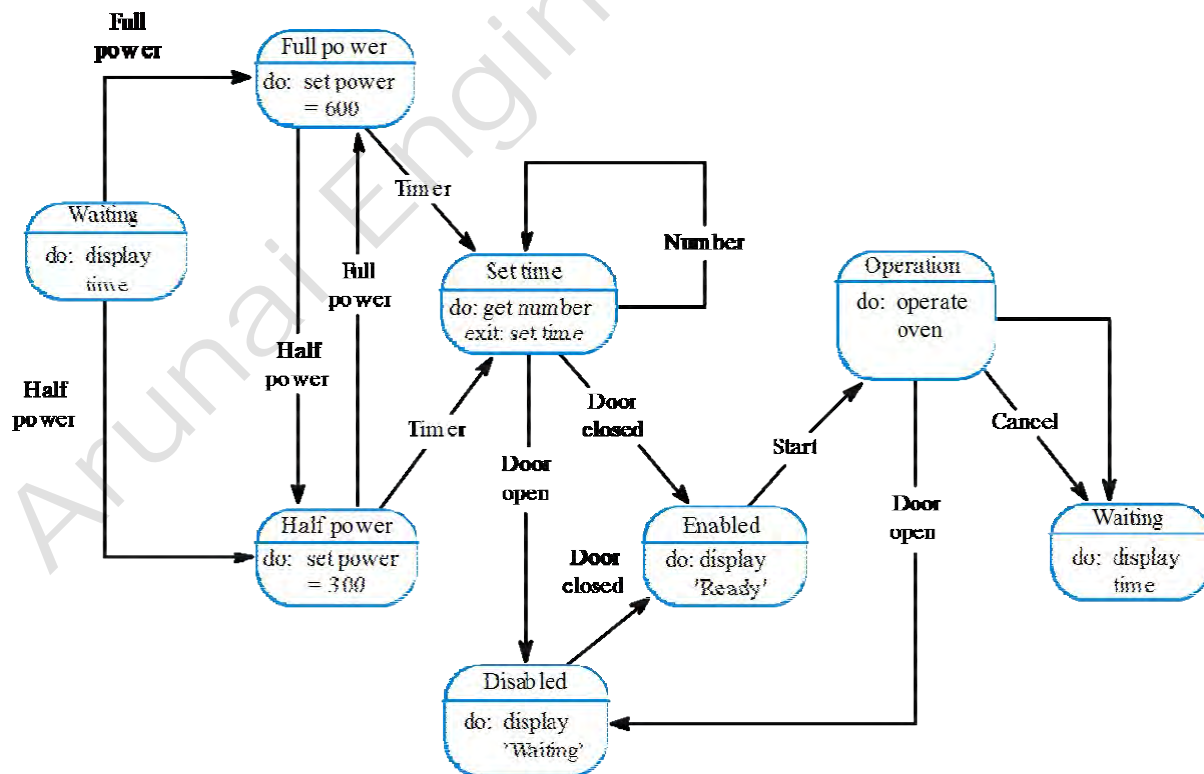 Full
power
Full power
do: set power
= 600
Timer
Waiting
do: display
time
Full
power
Number
Set time
do: get number
exit: set time
Operation
do: operate
oven
Half
power
Half
power
Timer
Door
closed
Door
open
Start
Cancel
Door
open
Half power
do: set power
= 300
Enabled
do: display
'Ready'
Door
closed
Waiting
do: display
time
Disabled
do: display
'Waiting'
Arunai Engin